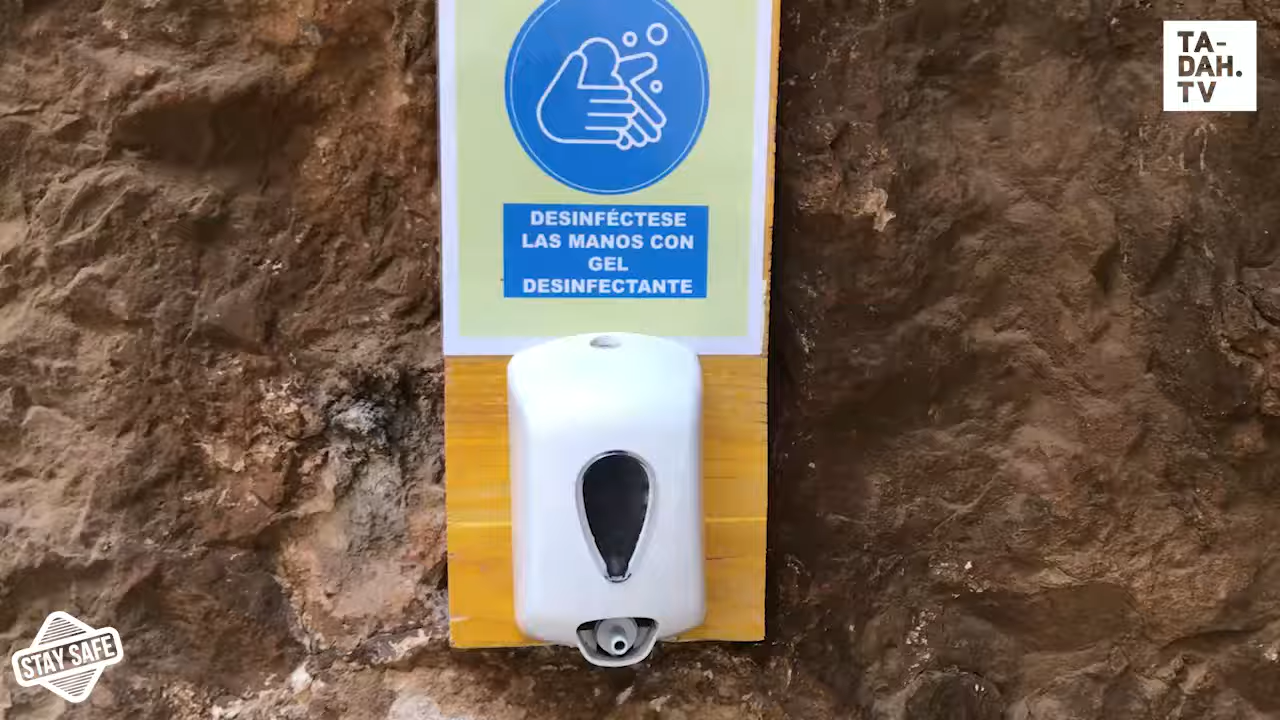 TA-
DAH.
TV
DESINFÉCTESE
LAS MANOS CON
GEL
DESINFECTANTE
STAY SAFE